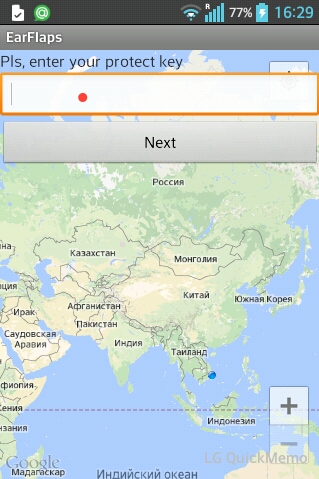 R 77% 16:29
EarFlaps
Pls, enter your protect key
Next
Россия
Казахстан
Монголия
Ирак
Афганистан
Китай
Южная Корея
Пакистан
Саудовская
Аравия
Индия
Таиланд
Эфиопия
Кения
Индонезия
+
−
LG QuickMemo
Google
Индийский океан